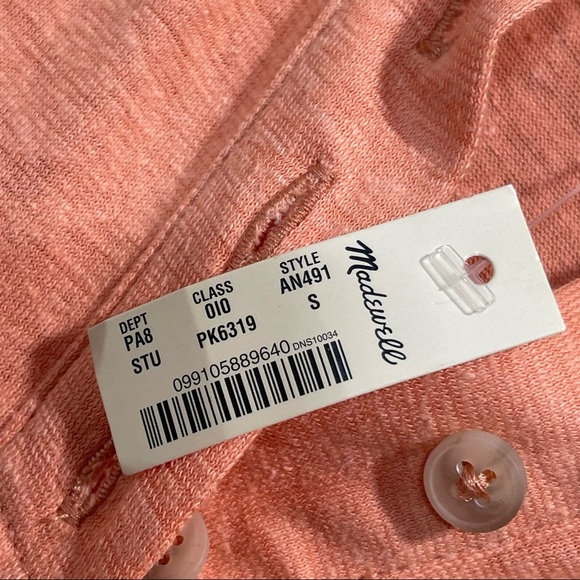 DEPT CLASS STYLE
PA8 010 AN491
STU PK6319 S
099105889640 DNS10034
Madewell